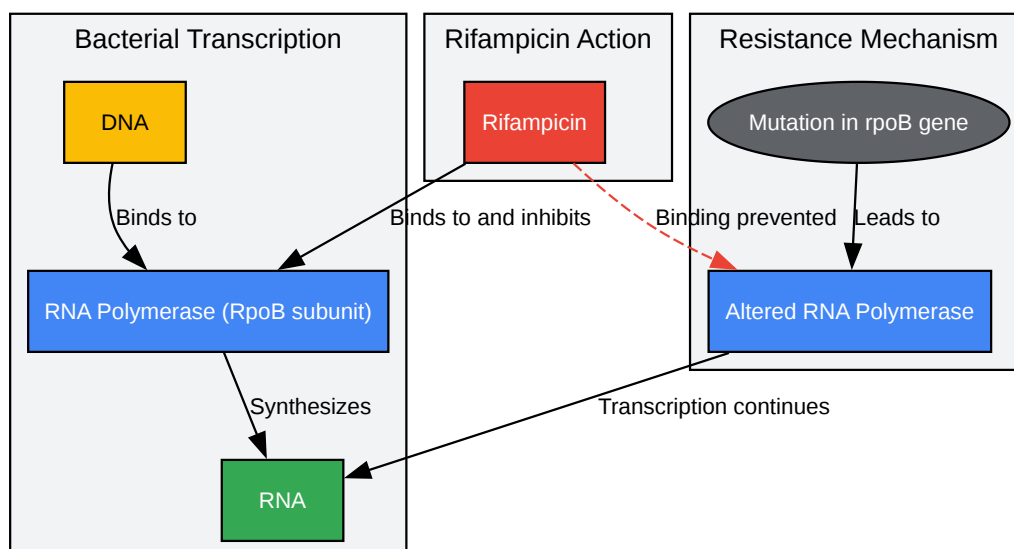 Bacterial Transcription
Rifampicin Action
Resistance Mechanism
DNA
Rifampicin
Mutation in rpoB gene
Binds to
Binds to and inhibits
Binding prevented
Leads to
RNA Polymerase (RpoB subunit)
Altered RNA Polymerase
Synthesizes
Transcription continues
RNA